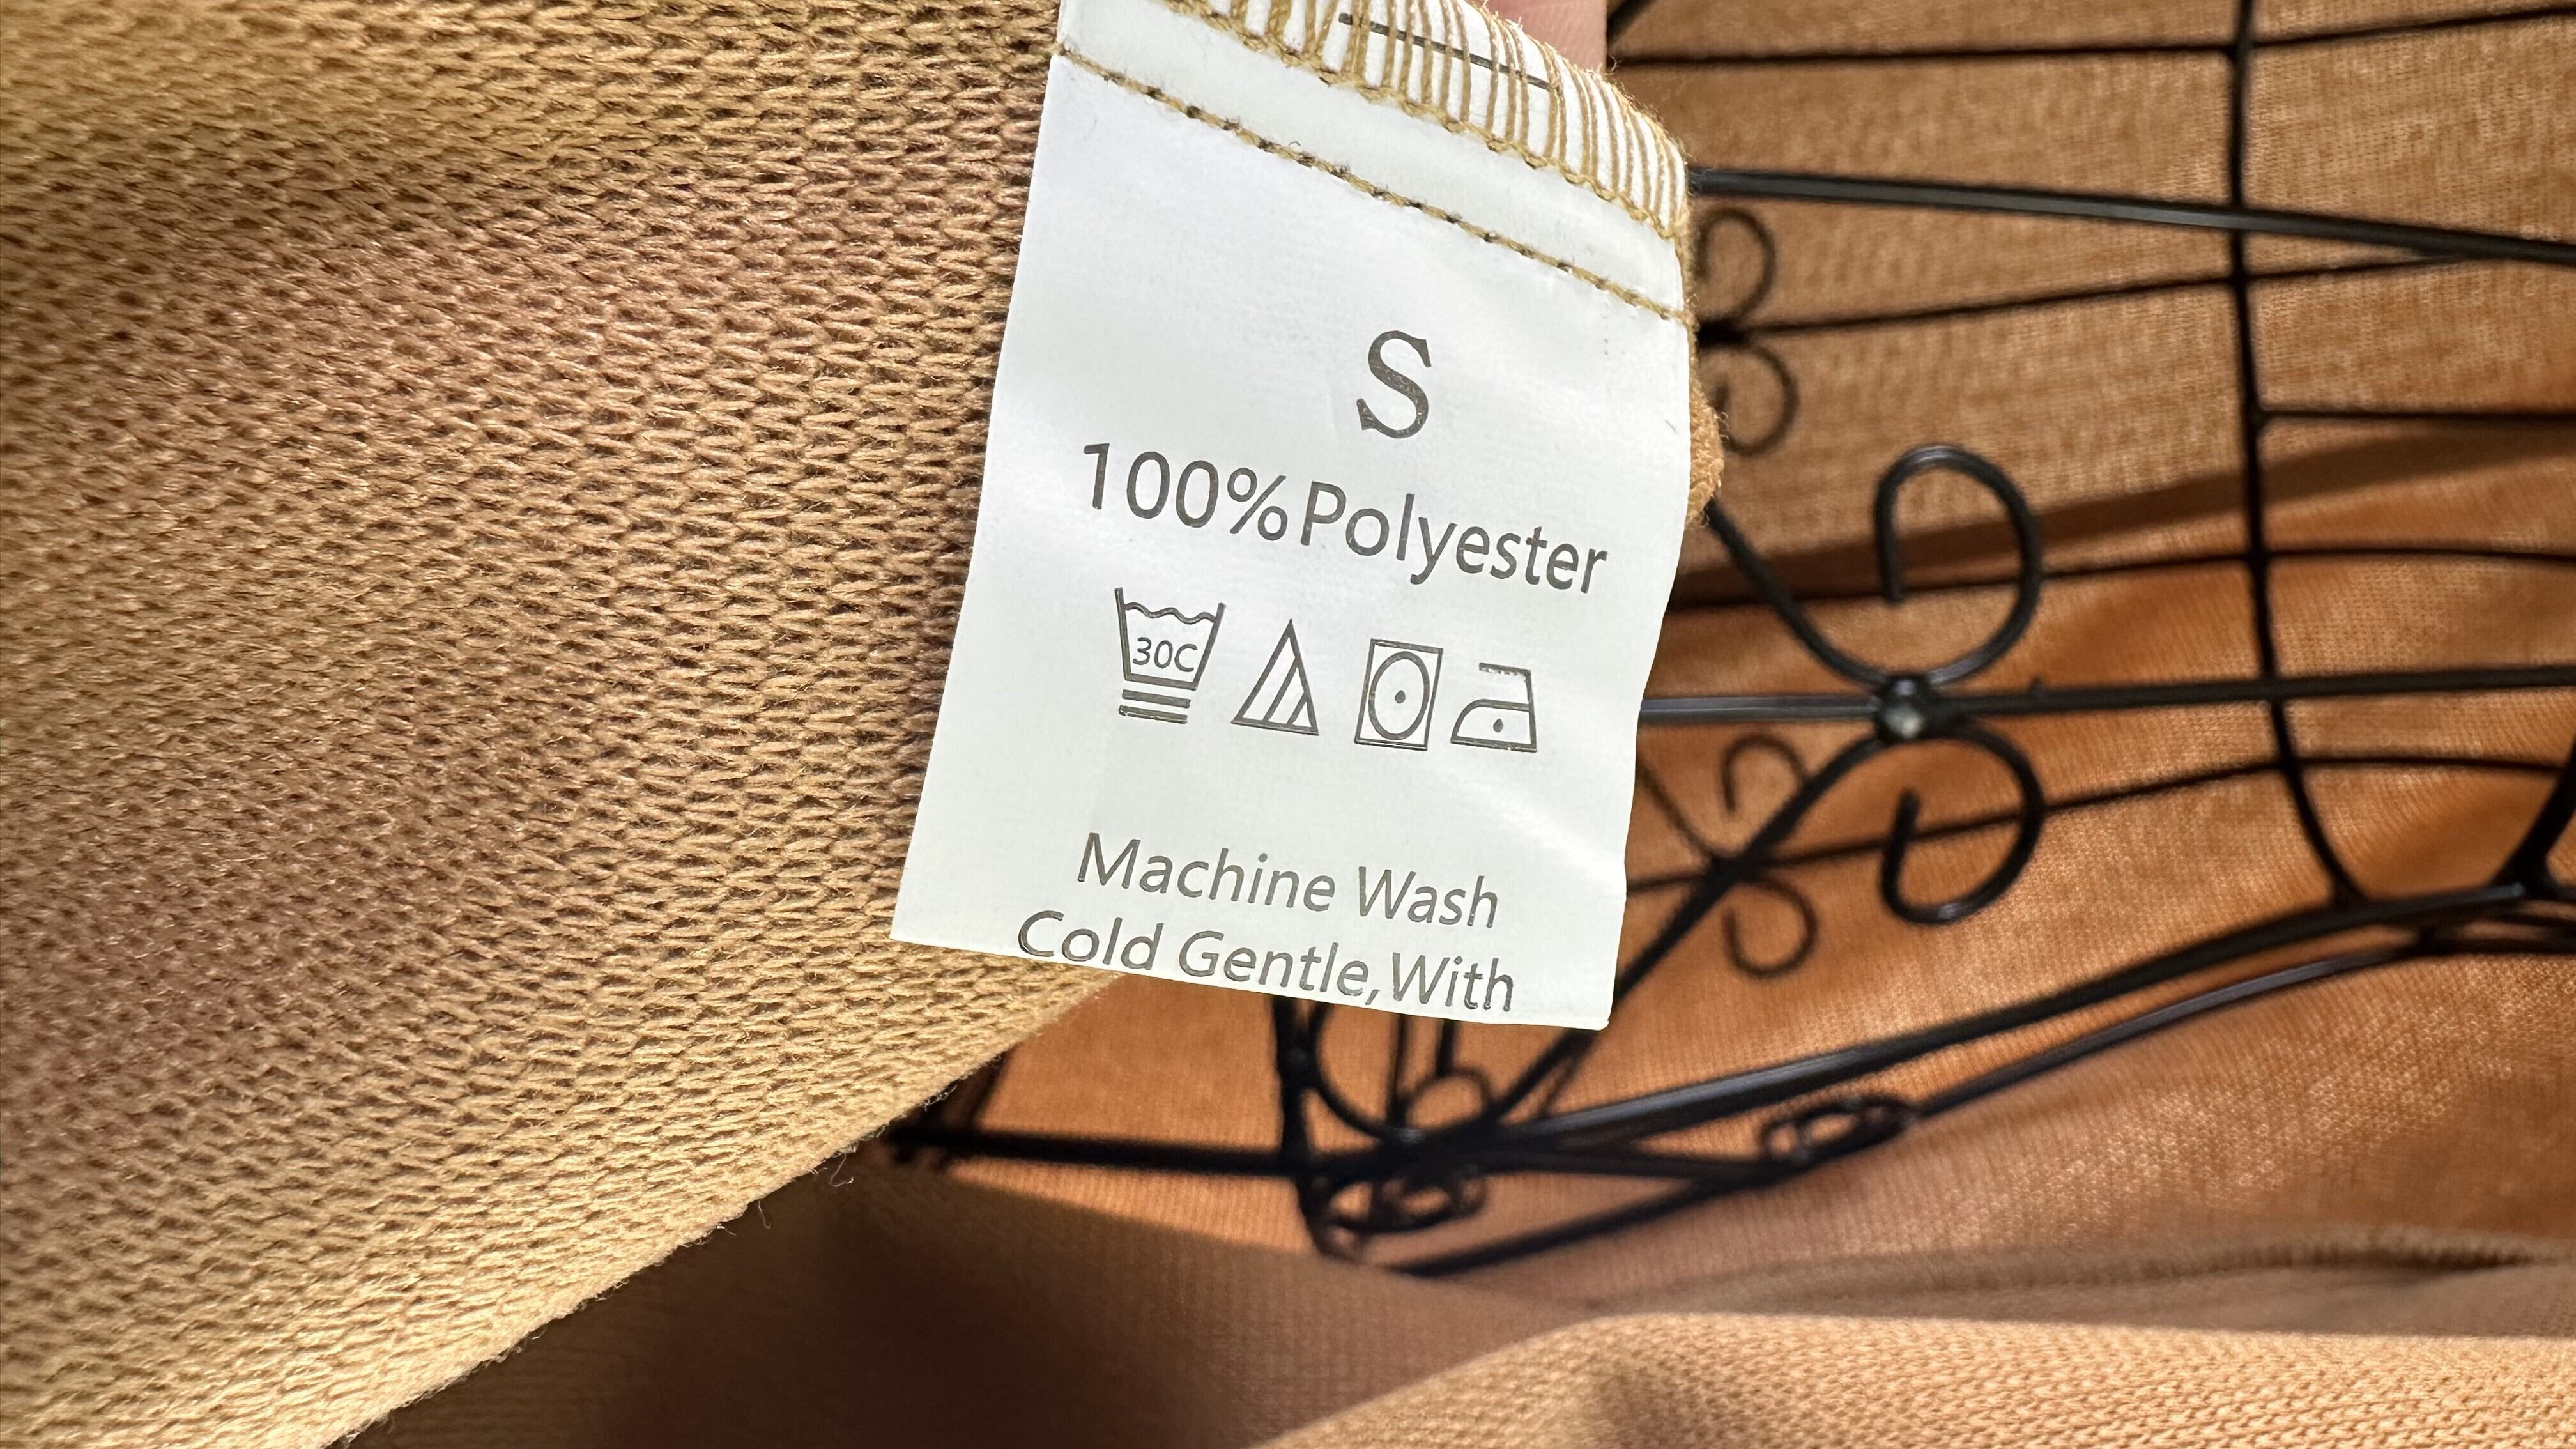 S
100%Polyester
30C
Machine Wash
Cold Gentle,With